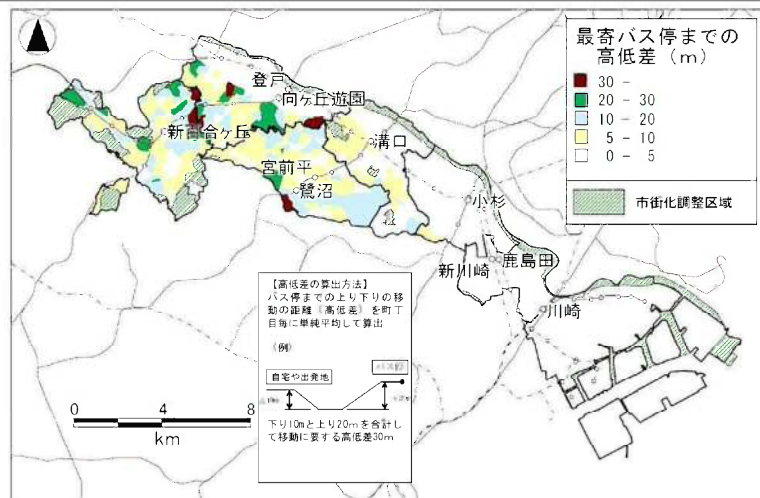 最寄バス停までの
高低差（m）
30 -
20 - 30
10 - 20
5 - 10
0 - 5
市街化調整区域
登戸
向ヶ丘遊園
新百合ヶ丘
溝口
宮前平
鷺沼
小杉
新川崎
鹿島田
川崎
【高低差の算出方法】
バス停までの上り下りの移
動の距離（高低差）を町丁
目毎に単純平均して算出
（例）
自宅や出発地
下り10mと上り20mを合計し
て移動に要する高低差30m
0 4 8
km